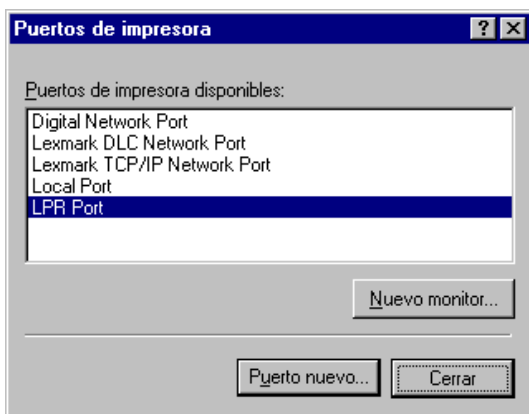 Puertos de impresora
Puertos de impresora disponibles:
Digital Network Port
Lexmark DLC Network Port
Lexmark TCP/IP Network Port
Local Port
LPR Port
Nuevo monitor...
Puerto nuevo...
Cerrar